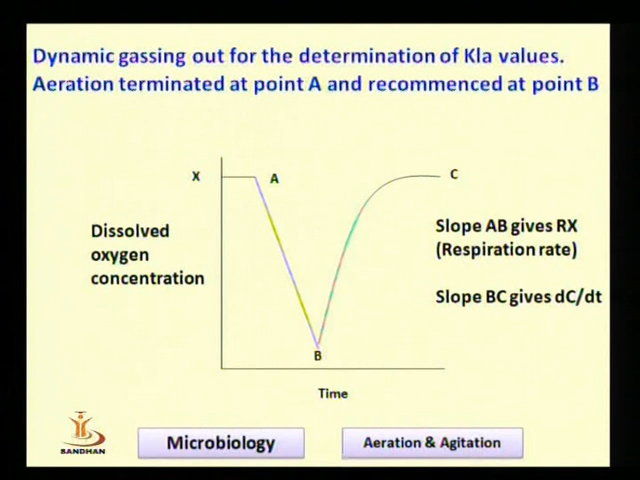 Dynamic gassing out for the determination of Kla values.
Aeration terminated at point A and recommenced at point B
X
A
C
Dissolved
oxygen
concentration
Slope AB gives RX
(Respiration rate)
Slope BC gives dC/dt
B
Time
BANDHAN
Microbiology
Aeration & Agitation